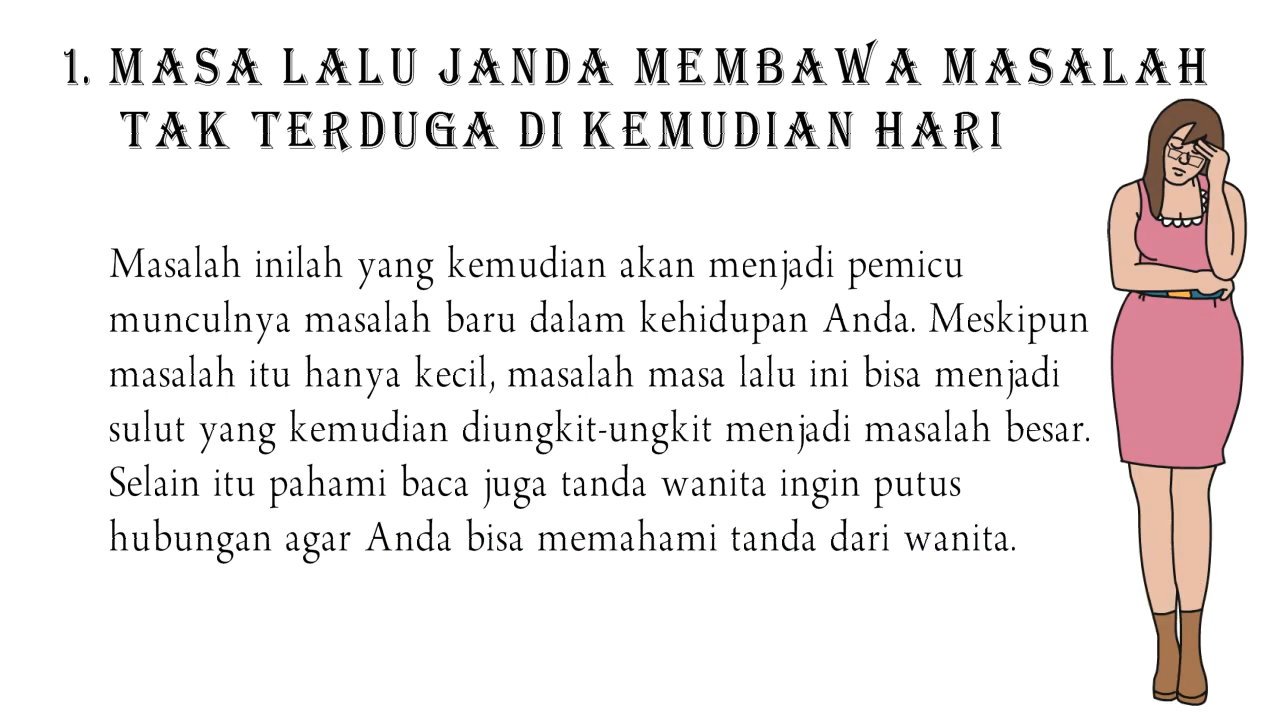 1. MASA LALU JANDA MEMBAWA MASALAH
TAK TERDUGA DI KEMUDIAN HARI
Masalah inilah yang kemudian akan menjadi pemicu
munculnya masalah baru dalam kehidupan Anda. Meskipun
masalah itu hanya kecil, masalah masa lalu ini bisa menjadi
sulut yang kemudian diungkit-ungkit menjadi masalah besar.
Selain itu pahami baca juga tanda wanita ingin putus
hubungan agar Anda bisa memahami tanda dari wanita.